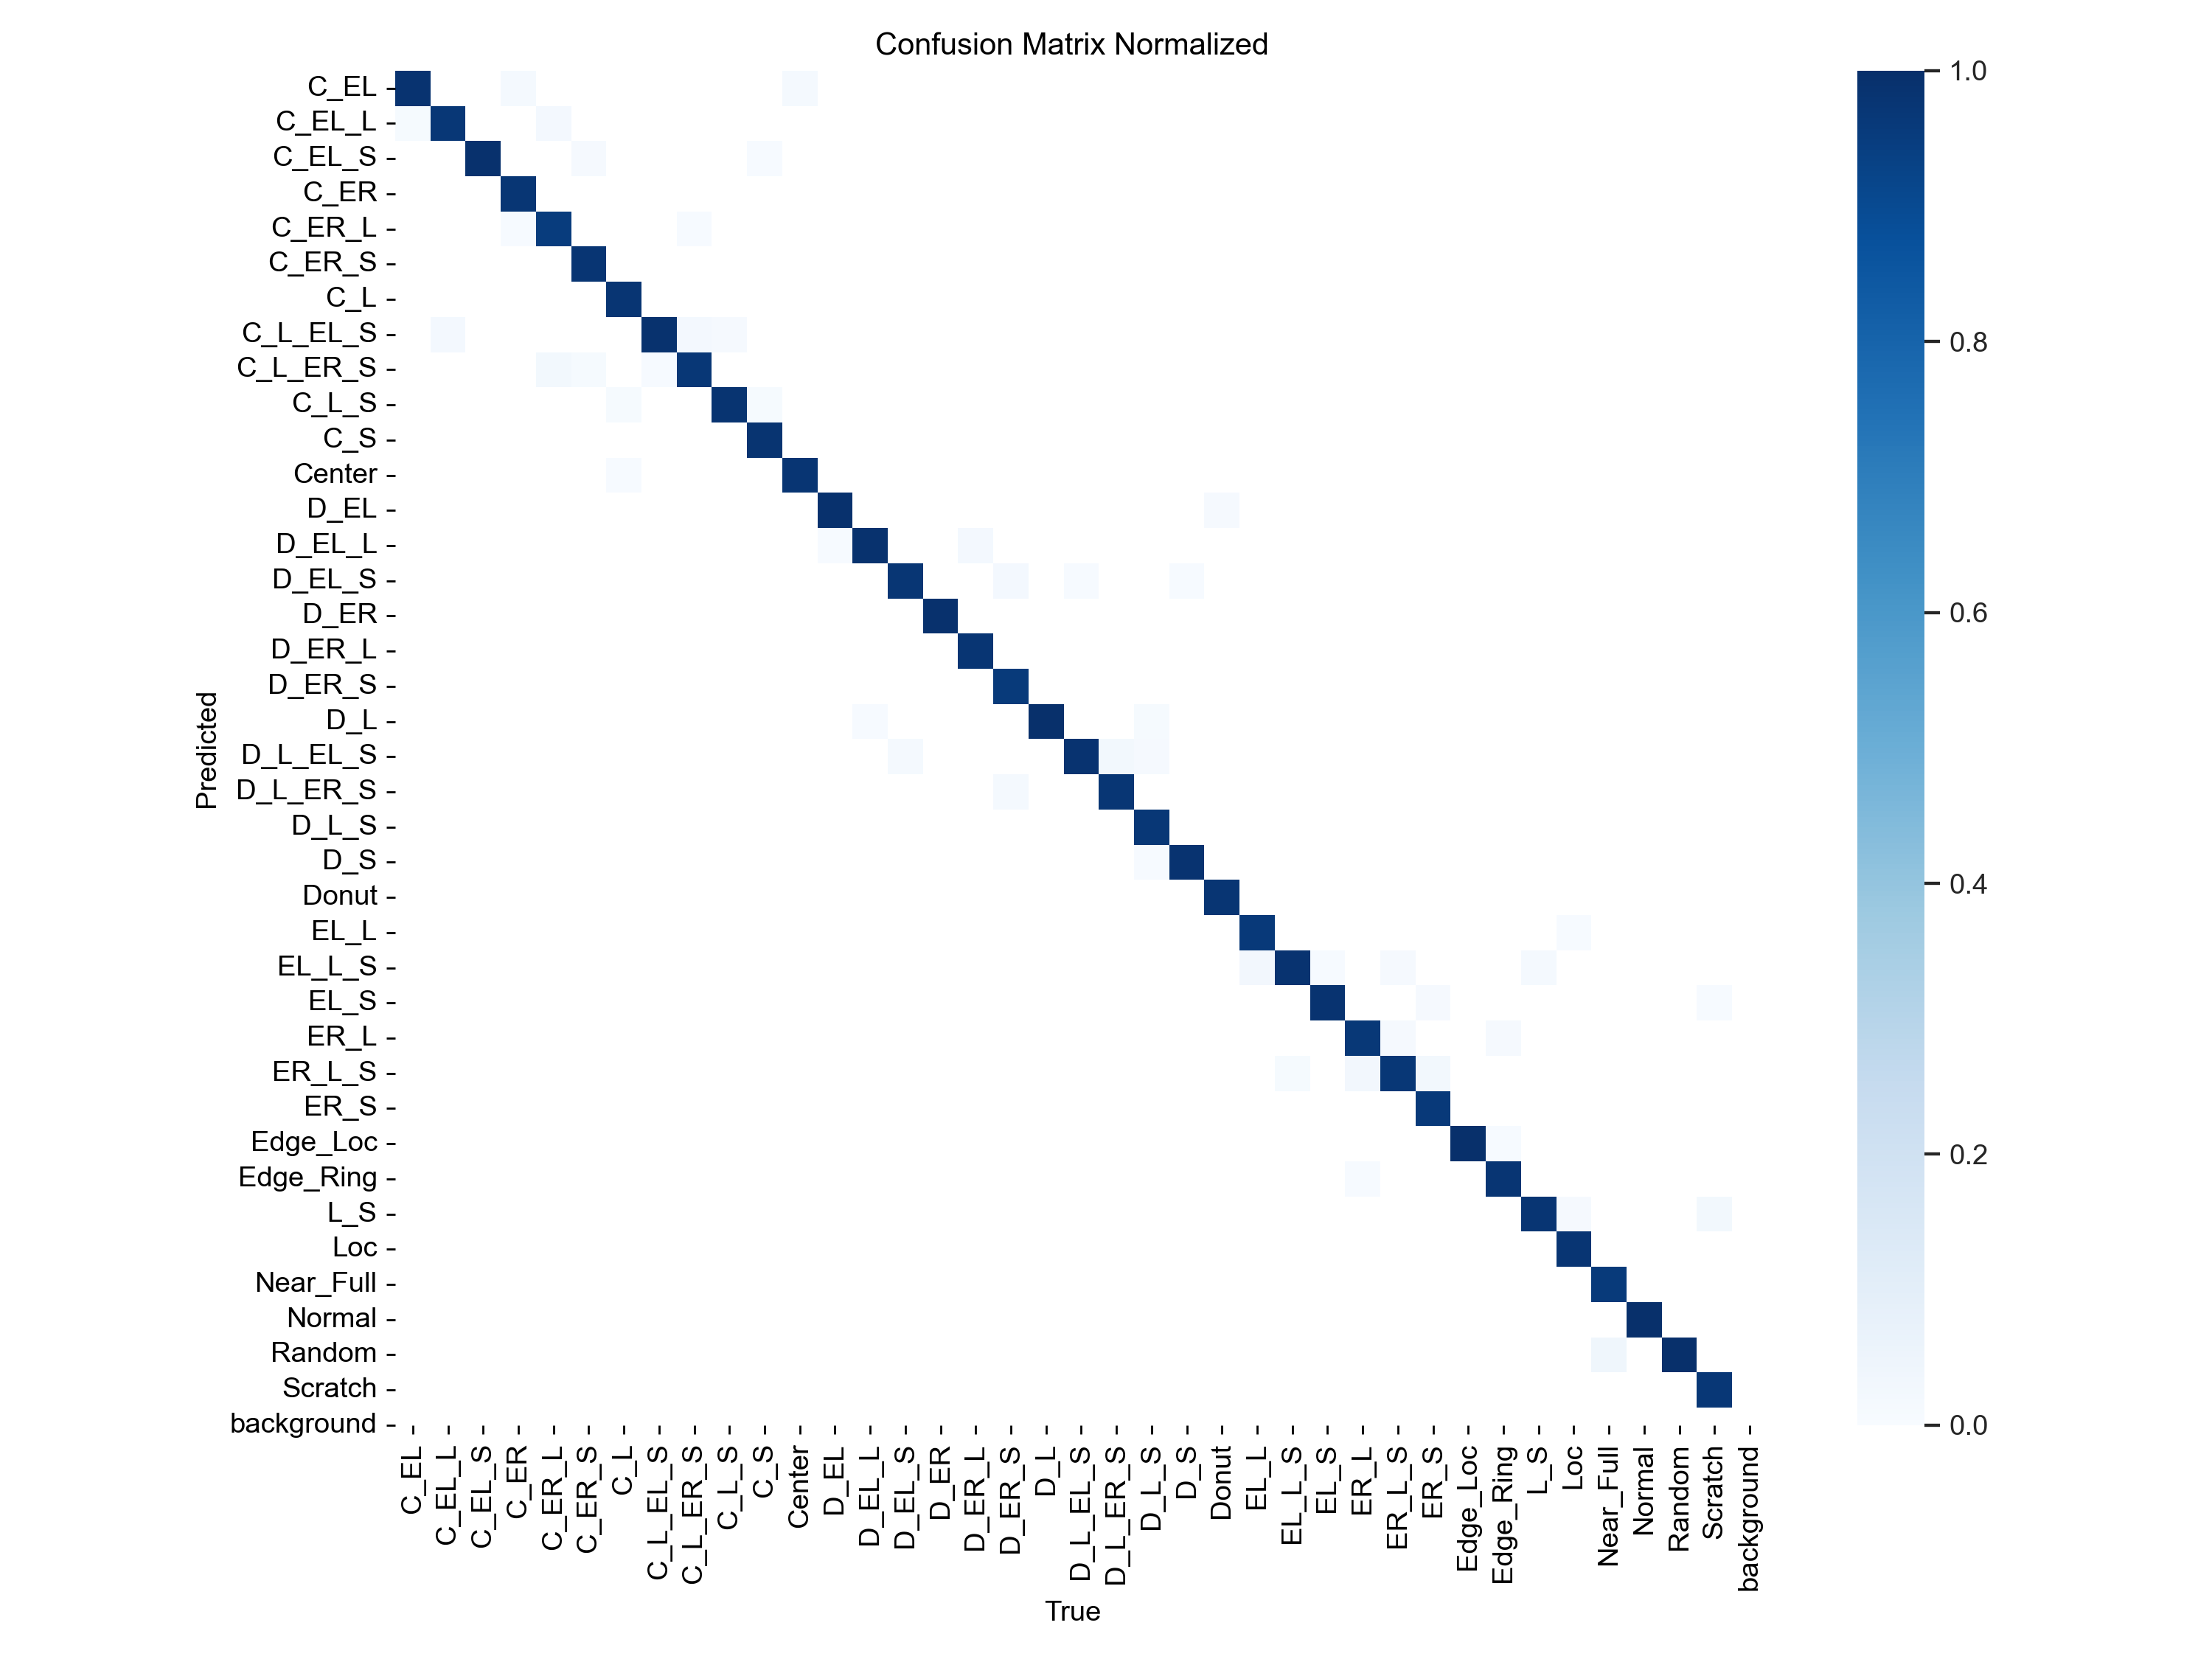 Confusion Matrix Normalized
C_EL
C_EL_L
C_EL_S
C_ER
C_ER_L
C_ER_S
C_L
C_L_EL_S
C_L_ER_S
C_L_S
C_S
Center
D_EL
D_EL_L
D_EL_S
D_ER
D_ER_L
D_ER_S
D_L
D_L_EL_S
D_L_ER_S
D_L_S
D_S
Donut
EL_L
EL_L_S
EL_S
ER_L
ER_L_S
ER_S
Edge_Loc
Edge_Ring
L_S
Loc
Near_Full
Normal
Random
Scratch
background
Predicted
C_EL
C_EL_L
C_EL_S
C_ER
C_ER_L
C_ER_S
C_L
C_L_EL_S
C_L_ER_S
C_L_S
C_S
Center
D_EL
D_EL_L
D_EL_S
D_ER
D_ER_L
D_ER_S
D_L
D_L_EL_S
D_L_ER_S
D_L_S
D_S
Donut
EL_L
EL_L_S
EL_S
ER_L
ER_L_S
ER_S
Edge_Loc
Edge_Ring
L_S
Loc
Near_Full
Normal
Random
Scratch
background
True
1.0
0.8
0.6
0.4
0.2
0.0